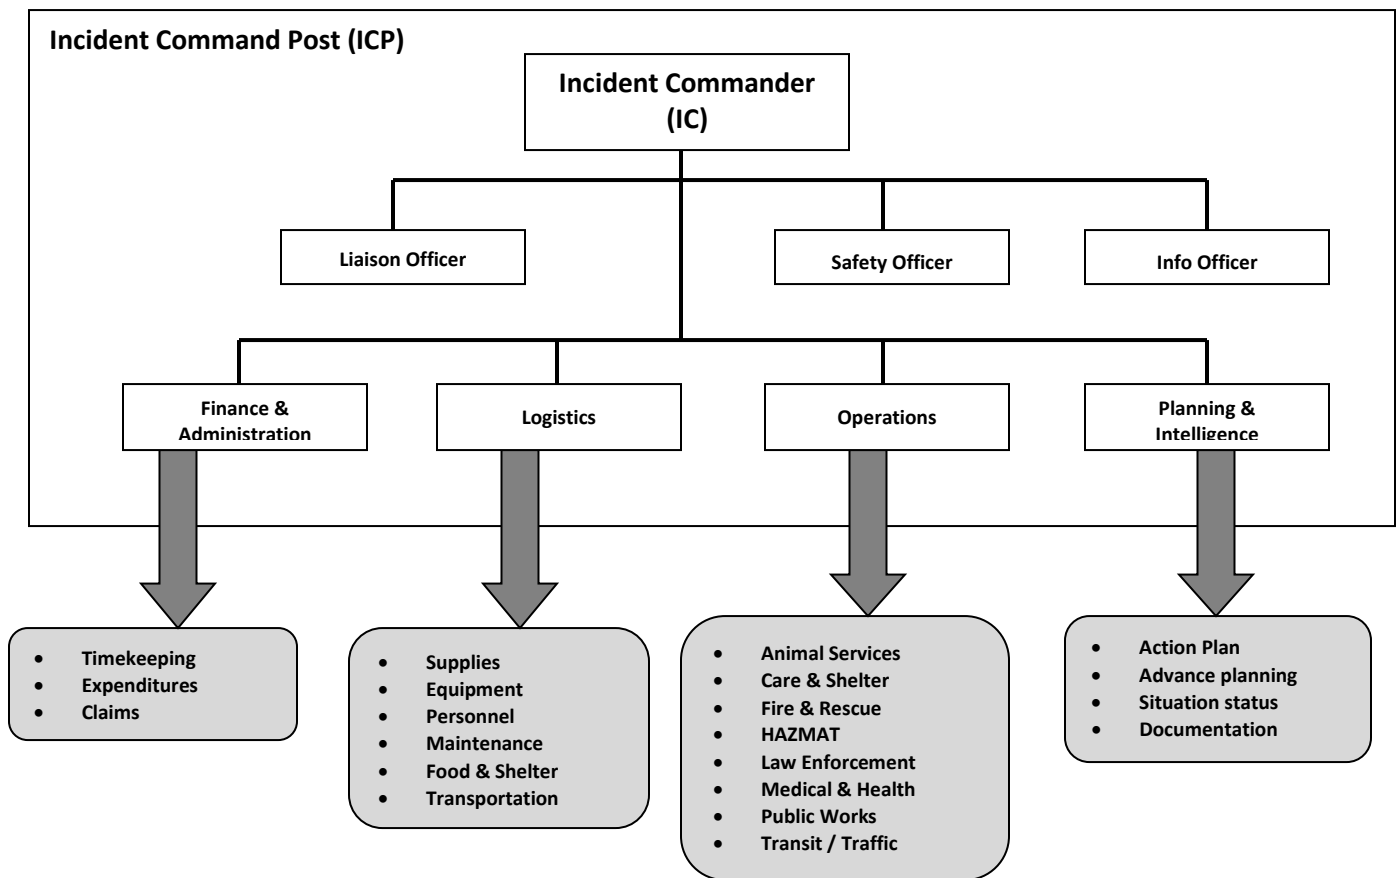 Incident Command Post (ICP)
Incident Commander
(IC)
Liaison Officer
Safety Officer
Info Officer
Finance &
Administration
Logistics
Operations
Planning &
Intelligence
• Timekeeping
• Expenditures
• Claims
• Supplies
• Equipment
• Personnel
• Maintenance
• Food & Shelter
• Transportation
• Animal Services
• Care & Shelter
• Fire & Rescue
• HAZMAT
• Law Enforcement
• Medical & Health
• Public Works
• Transit / Traffic
• Action Plan
• Advance planning
• Situation status
• Documentation